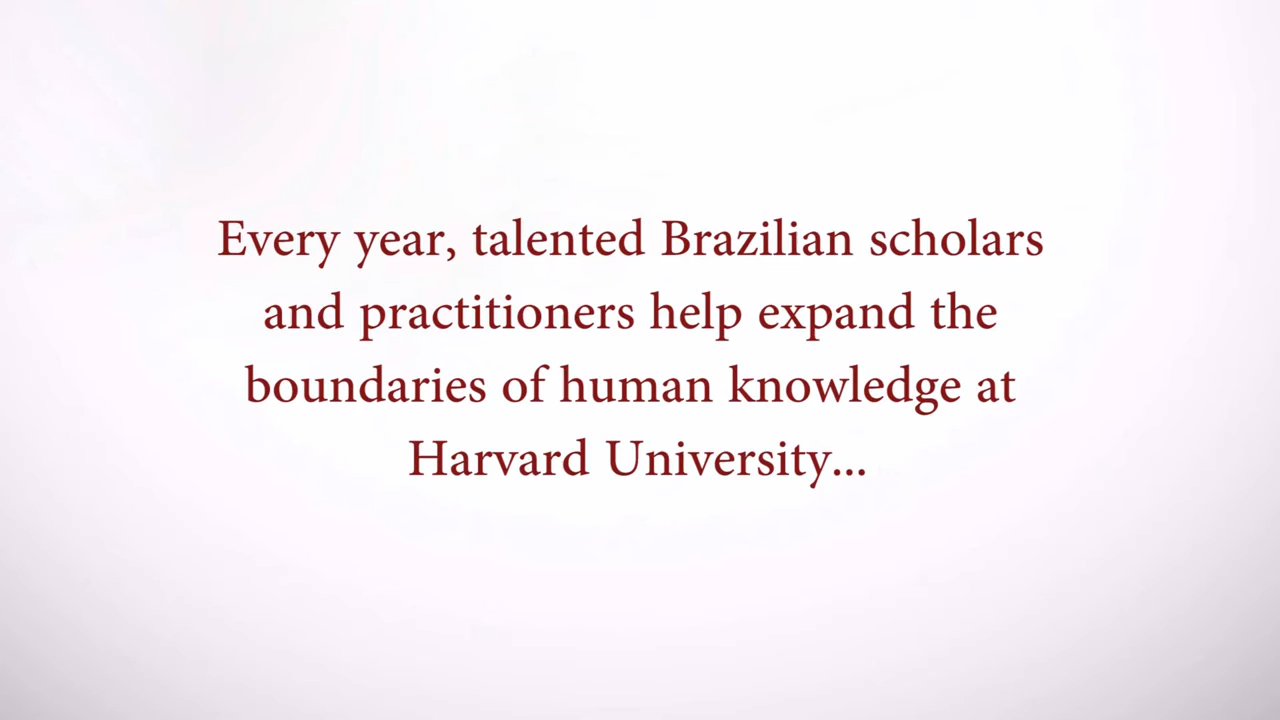 Every year, talented Brazilian scholars
and practitioners help expand the
boundaries of human knowledge at
Harvard University...